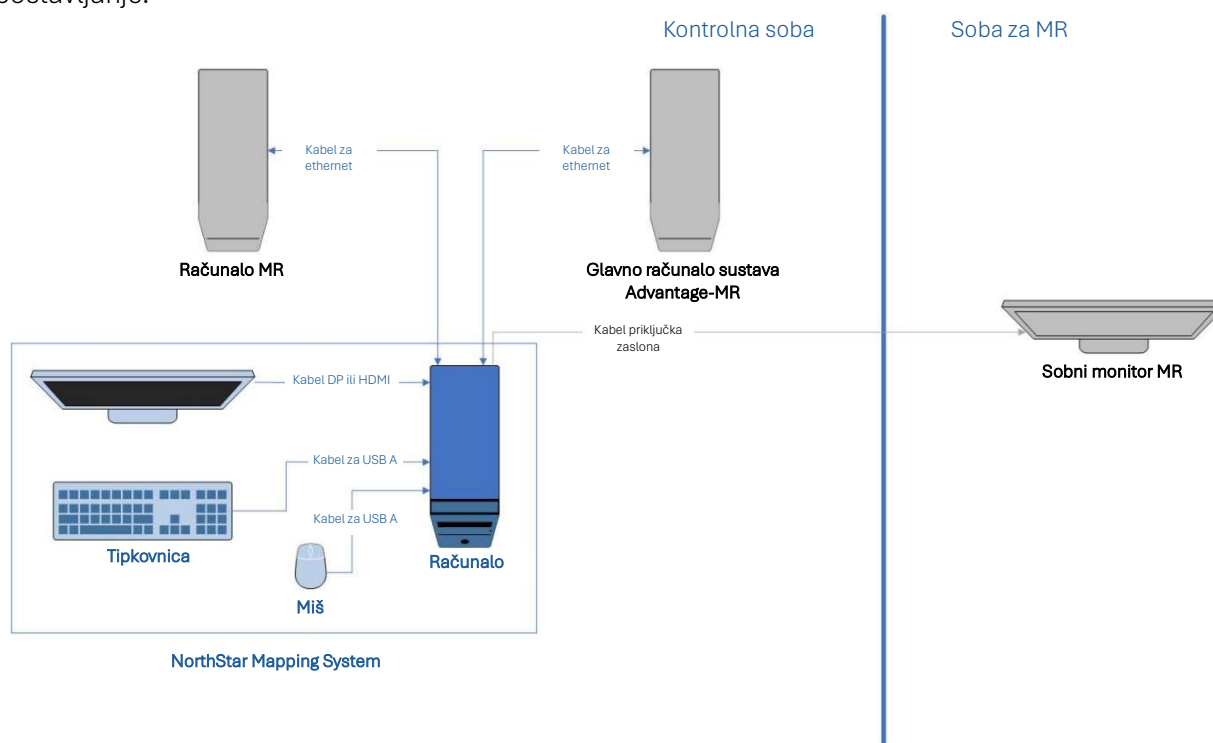 Kontrolna soba
Soba za MR
Kabel za
ethernet
Kabel za
ethernet
Računalo MR
Glavno računalo sustava
Advantage-MR
Kabel priključka
zaslona
Sobni monitor MR
Kabel DP ili HDMI
Kabel za USB A
Kabel za USB A
Tipkovnica
Računalo
Miš
NorthStar Mapping System